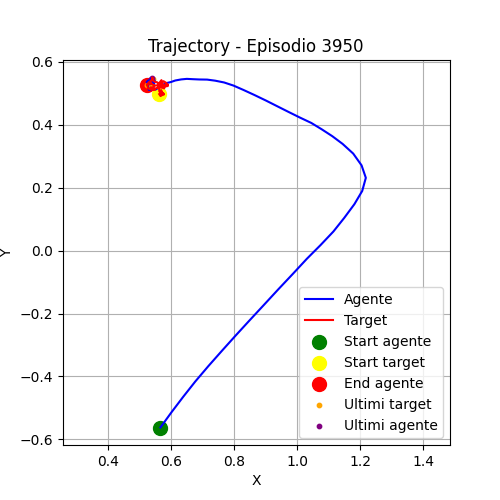 Trajectory - Episodio 3950
Y
0.6
0.4
0.2
0.0
−0.2
−0.4
−0.6
Agente
Target
Start agente
Start target
End agente
Ultimi target
Ultimi agente
0.4 0.6 0.8 1.0 1.2 1.4
X